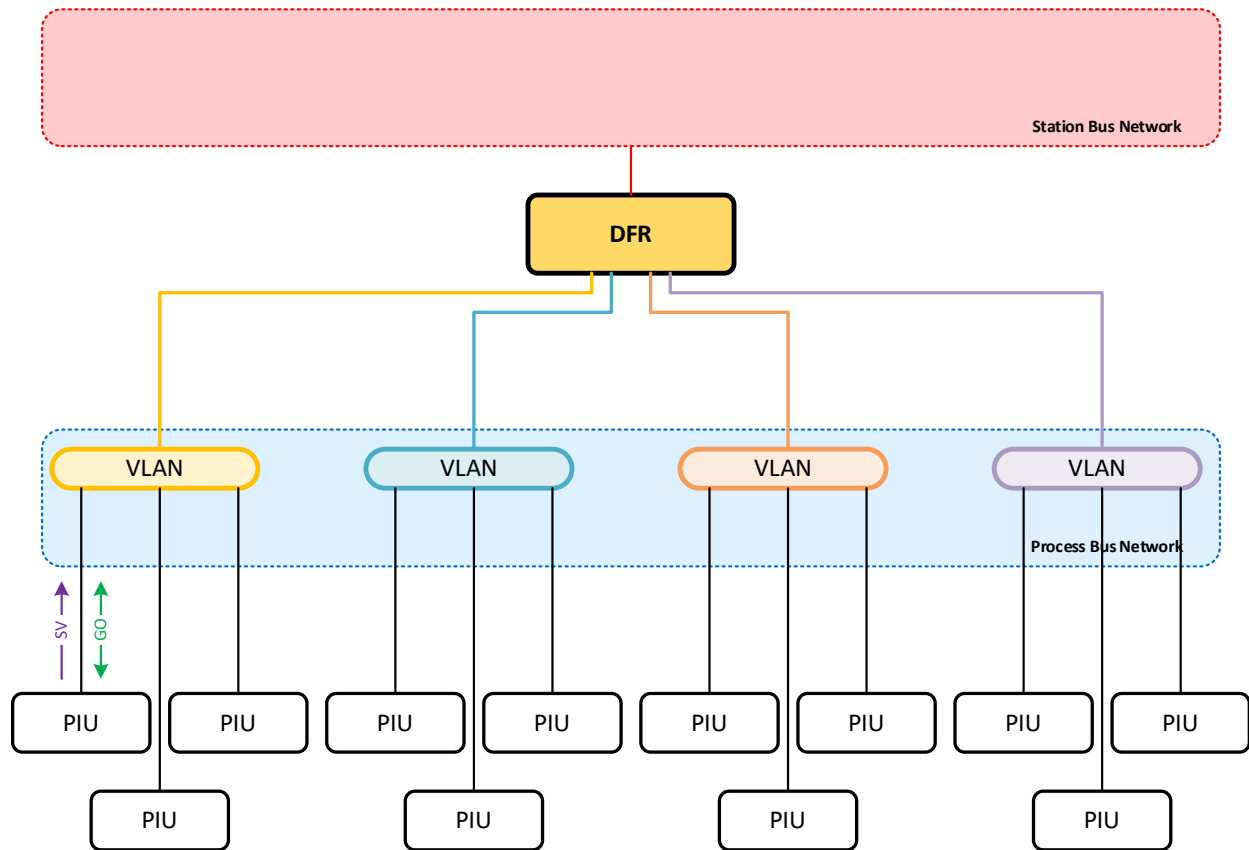 Station Bus Network
DFR
VLAN
VLAN
VLAN
VLAN
Process Bus Network
SV
GO
PIU
PIU
PIU
PIU
PIU
PIU
PIU
PIU
PIU
PIU
PIU
PIU